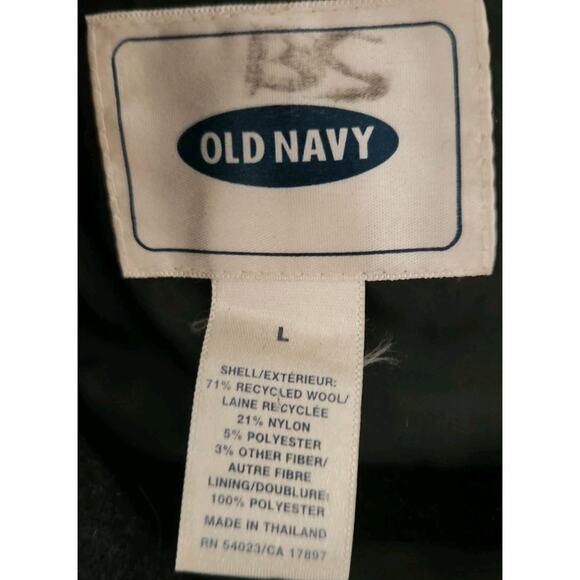 BS
OLD NAVY
L
SHELL/EXTÉRIEUR:
71% RECYCLED WOOL/
LAINE RECYCLÉE
21% NYLON
5% POLYESTER
3% OTHER FIBER/
AUTRE FIBRE
LINING/DOUBLURE:
100% POLYESTER
MADE IN THAILAND
RN 54023/CA 17897